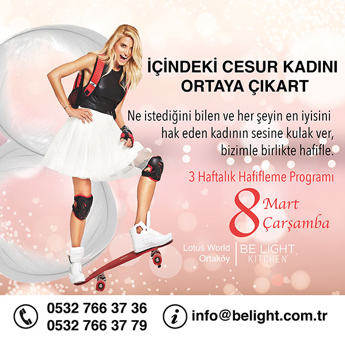 İÇİNDEKİ CESUR KADINI
ORTAYA ÇIKART
Ne istediğini bilen ve her şeyin en iyisini
hak eden kadının sesine kulak ver,
bizimle birlikte hafifle.
3 Haftalık Hafifleme Programı
8 Mart
Çarşamba
Lotus World
Ortaköy
BE LIGHT
KITCHEN
0532 766 37 36
0532 766 37 79
info@belight.com.tr